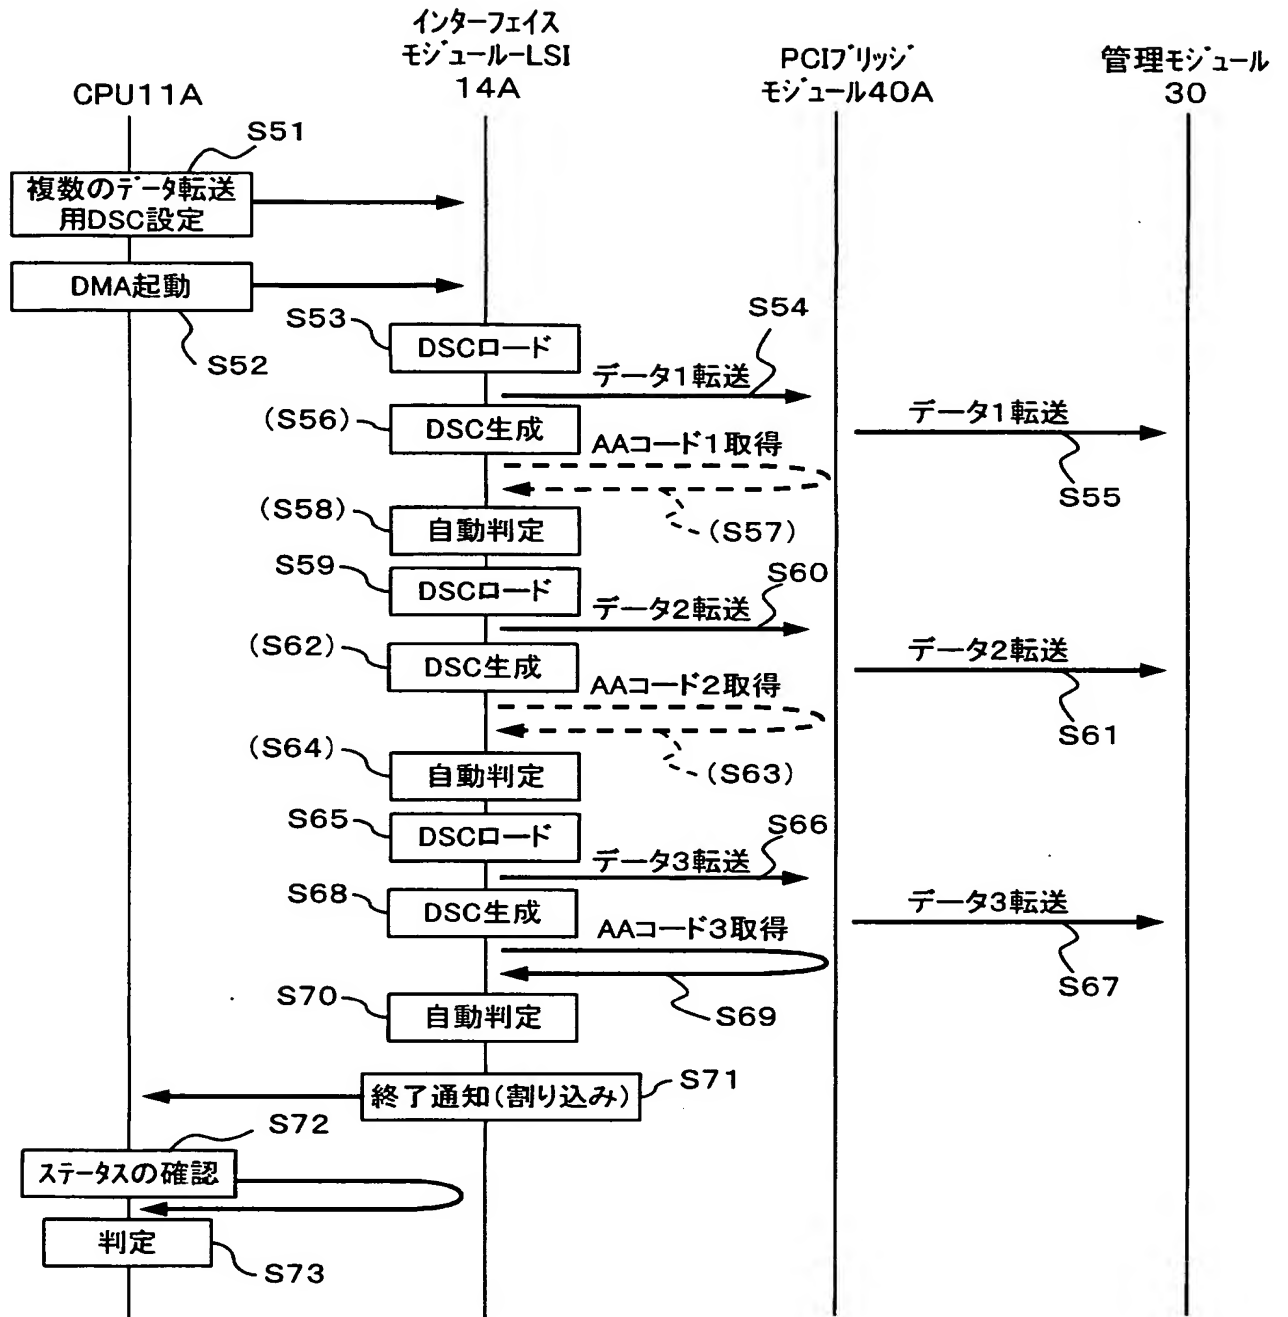 CPU11A
インターフェイス
モジュールーLSI
14A
PCIブリッジ
モジュール40A
管理モジュール
30
S51
複数のデータ転送
用DSC設定
DMA起動
S52
S53
DSCロード
データ1転送
S54
(S56)
DSC生成
データ1転送
S55
AAコード1取得
(S57)
(S58)
自動判定
S59
DSCロード
データ2転送
S60
(S62)
DSC生成
データ2転送
S61
AAコード2取得
(S63)
(S64)
自動判定
S65
DSCロード
データ3転送
S66
S68
DSC生成
データ3転送
S67
AAコード3取得
S69
S70
自動判定
終了通知(割り込み)
S71
S72
ステータスの確認
判定
S73